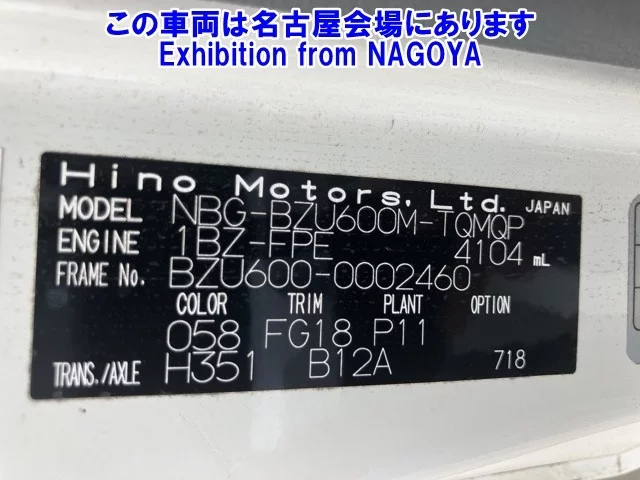 この車両は名古屋会場にあります
Exhibition from NAGOYA
Hino Motors, Ltd. JAPAN
MODEL NBG-BZU600M-TQMQP
ENGINE 1BZ-FPE 4104 mL
FRAME No. BZU600-0002460
COLOR TRIM PLANT OPTION
058 FG18 P11
TRANS./AXLE H351 B12A 718